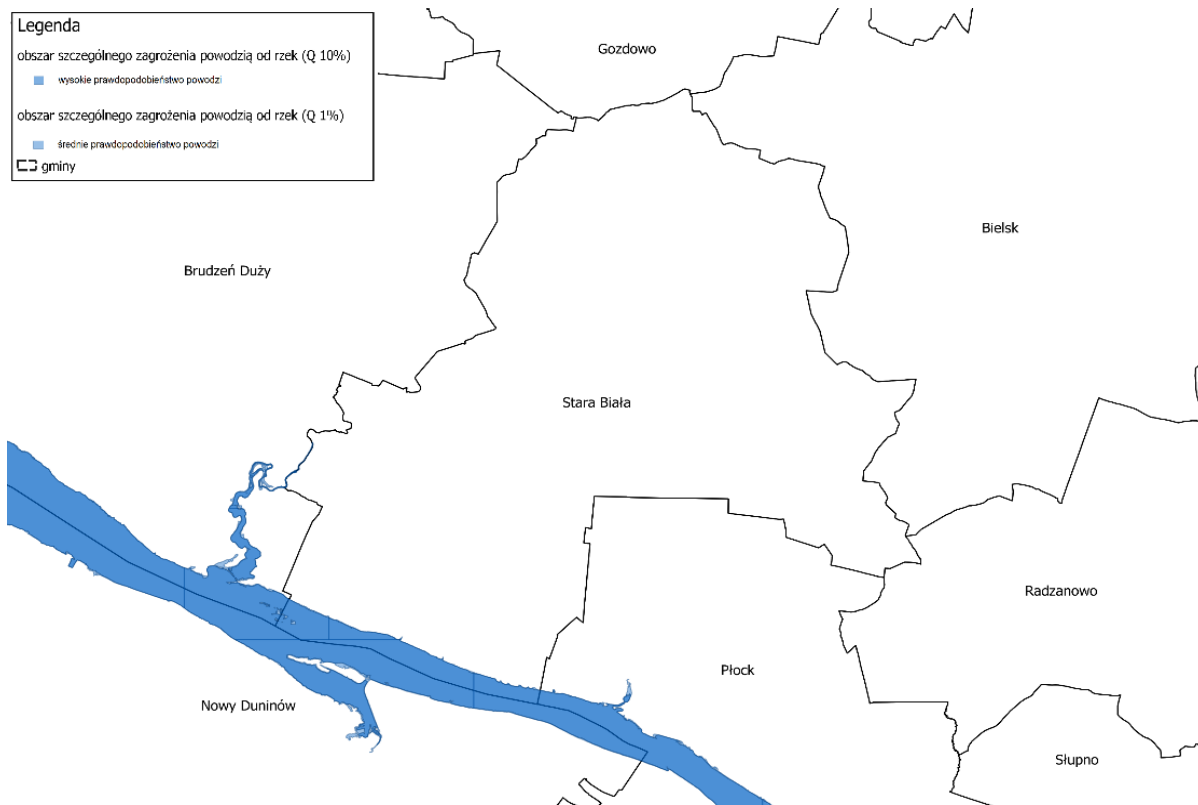 Legenda
obszar szczególnego zagrożenia powodzią od rzek (Q 10%)
wysokie prawdopodobieństwo powodzi
obszar szczególnego zagrożenia powodzią od rzek (Q 1%)
średnie prawdopodobieństwo powodzi
gminy
Gozdowo
Bielsk
Brudzeń Duży
Stara Biała
Radzanowo
Płock
Nowy Duninów
Słupno